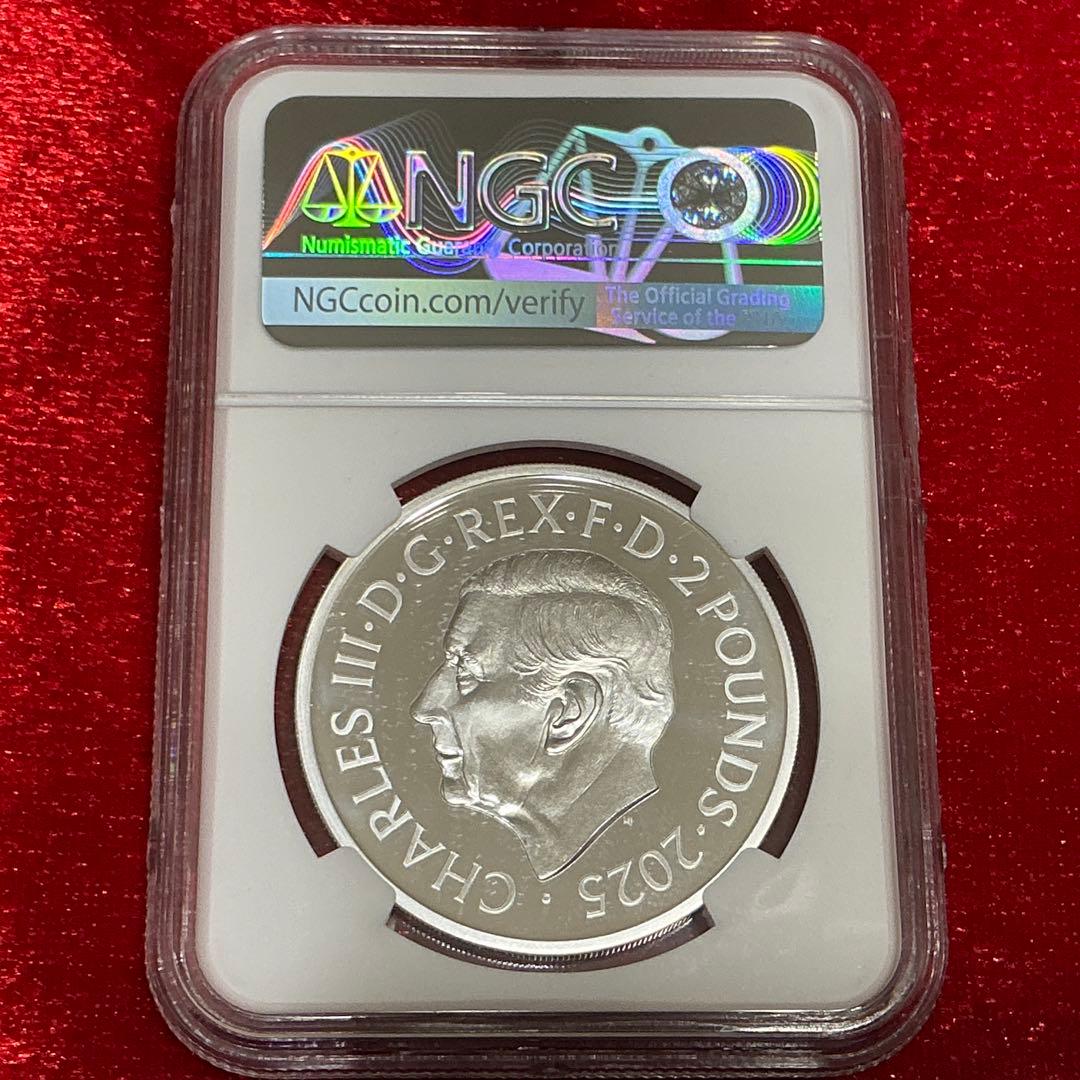 NGC
Numismatic Guaranty Corporation
NGCcoin.com/verify
The Official Grading
Service of the
CHARLES III·D·G·REX·F·D·2 POUNDS·2025·